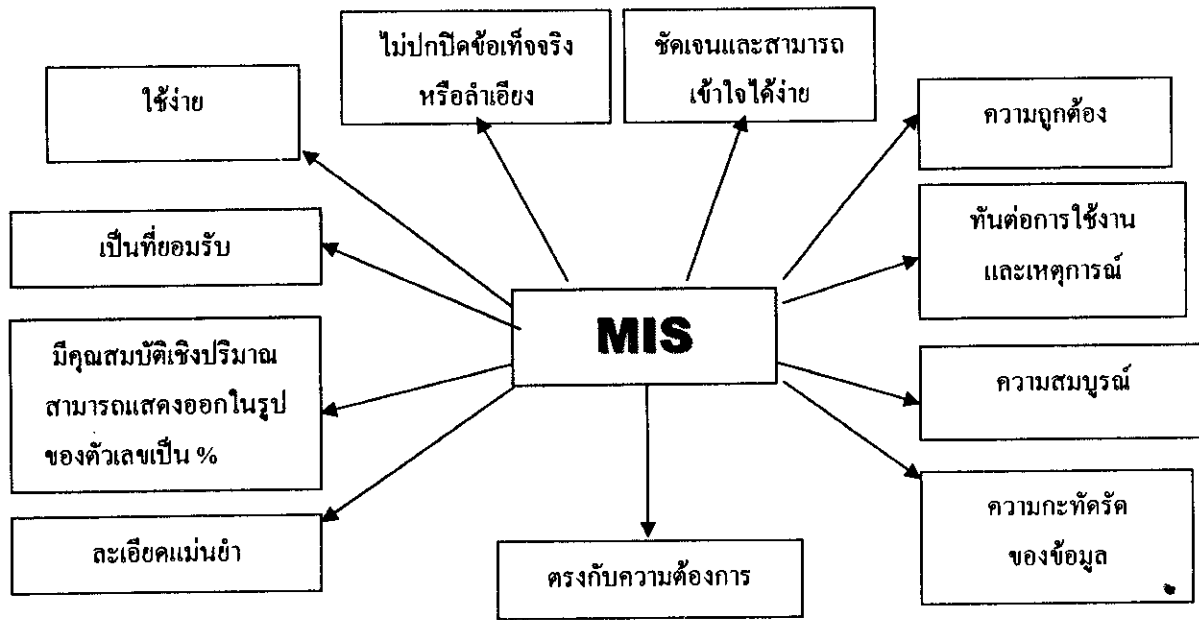 ไม่ปกปิดข้อเท็จจริง
หรือลำเอียง
ชัดเจนและสามารถ
เข้าใจได้ง่าย
ใช้ง่าย
ความถูกต้อง
เป็นที่ยอมรับ
ทันต่อการใช้งาน
และเหตุการณ์
MIS
มีคุณสมบัติเชิงปริมาณ
สามารถแสดงออกในรูป
ของตัวเลขเป็น %
ความสมบูรณ์
ละเอียดแม่นยำ
ตรงกับความต้องการ
ความกะทัดรัด
ของข้อมูล